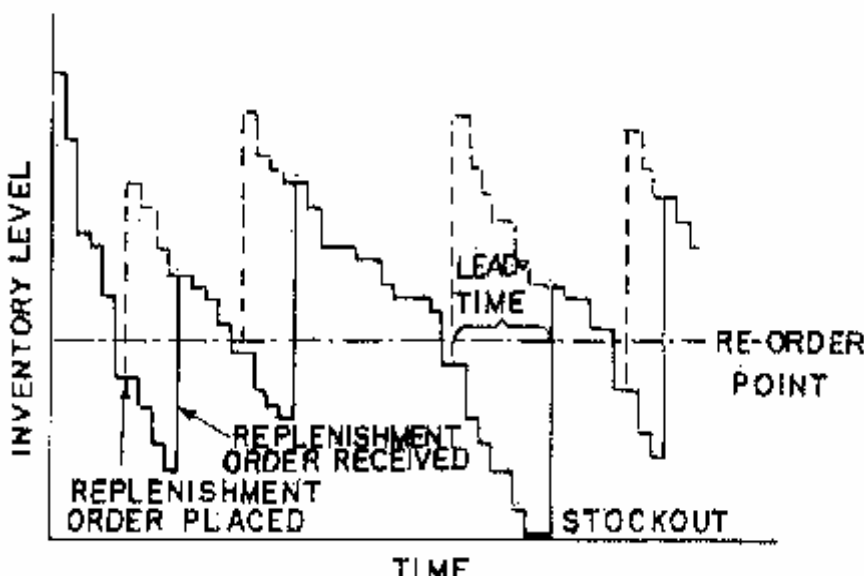 INVENTORY LEVEL
LEAD-
TIME
RE-ORDER
POINT
REPLENISHMENT
ORDER RECEIVED
REPLENISHMENT
ORDER PLACED
STOCKOUT
TIME